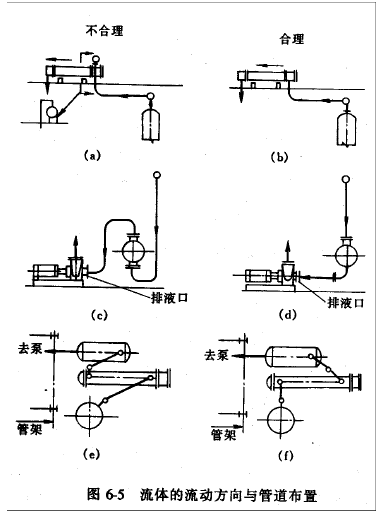 不合理
合理
(a)
(b)
排液口
排液口
(c)
(d)
去泵
去泵
管架
管架
(e)
(f)
图 6-5 流体的流动方向与管道布置